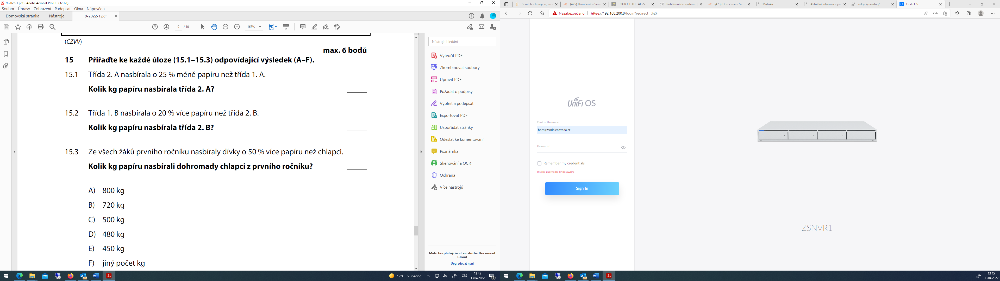 9-2022-1.pdf - Adobe Acrobat Pro DC (32-bit)
Soubor Úpravy Zobrazení Podepsat Okna Nápověda
Domovská stránka Nástroje 9-2022-1.pdf
9 / 10 167%
(CZVV)
max. 6 bodů
15 Přiřaďte ke každé úloze (15.1–15.3) odpovídající výsledek (A–F).
15.1 Třída 2. A nasbírala o 25 % méně papíru než třída 1. A.
Kolik kg papíru nasbírala třída 2. A?
15.2 Třída 1. B nasbírala o 20 % více papíru než třída 2. B.
Kolik kg papíru nasbírala třída 2. B?
15.3 Ze všech žáků prvního ročníku nasbíraly dívky o 50 % více papíru než chlapci.
Kolik kg papíru nasbírali dohromady chlapci z prvního ročníku?
A) 800 kg
B) 720 kg
C) 500 kg
D) 480 kg
E) 450 kg
F) jiný počet kg
Nástroje hledání
Vytvořit PDF
Zkombinovat soubory
Upravit PDF
Požádat o podpisy
Vyplnit a podepsat
Exportovat PDF
Uspořádat stránky
Odeslat ke komentování
Poznámka
Skenování a OCR
Ochrana
Více nástrojů
Máte bezplatný účet ve službě Document
Cloud
Upgradovat nyní
17°C Slunečno CES 13:45
13.04.2022 4
Scratch - Imagine, Pro (475) Doručené – Sezn TOUR OF THE ALPS Přihlášení do systému (473) Doručené – Sezn Matrika Aktuální informace pr edge://newtab/ UniFi OS
Nezabezpečeno https://192.168.200.8/login?redirect=%2F
UniFi OS
Email or Username
holy@zsodolenavoda.cz
Password
Remember my credentials
Invalid username or password
Sign In
ZSNVR1
13:45
13.04.2022